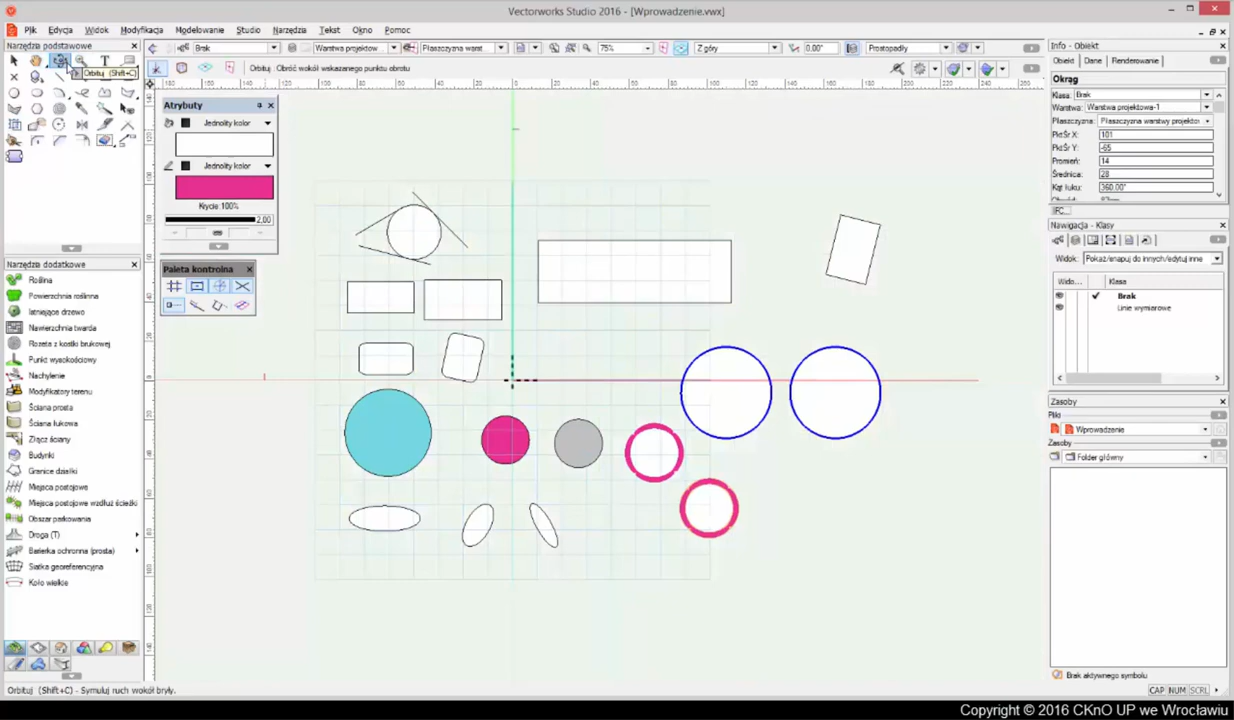 Vectorworks Studio 2016 - [Wprowadzenie.vwx]
Plik Edycja Widok Modyfikacja Modelowanie Studio Narzędzia Tekst Okno Pomoc
Narzędzia podstawowe
Brak
Warstwa projektow...
Płaszczyzna warst...
75%
Z góry
0.00°
Prostopadły
Orbituj (Shift+C)
Orbituj Obróć wokół wskazanego punktu obrotu
Atrybuty
Jednolity kolor
Jednolity kolor
Krycie: 100%
2,00
Paleta kontrolna
Narzędzia dodatkowe
Roślina
Powierzchnia roślinna
Istniejące drzewo
Nawierzchnia twarda
Rozeta z kostki brukowej
Punkt wysokościowy
Nachylenie
Modyfikatory terenu
Ściana prosta
Ściana łukowa
Złącz ściany
Budynki
Granice działki
Miejsca postojowe
Miejsca postojowe wzdłuż ścieżki
Obszar parkowania
Droga (T)
Barierka ochronna (prosta)
Siatka georeferencyjna
Koło wielkie
Info - Obiekt
Obiekt Dane Renderowanie
Okrąg
Klasa: Brak
Warstwa: Warstwa projektowa-1
Płaszczyzna: Płaszczyzna warstwy projektow
PktŚr X: 101
PktŚr Y: -65
Promień: 14
Średnica: 28
Kąt łuku: 360.00°
IFC...
Nawigacja - Klasy
Widok: Pokaż/snapuj do innych/edytuj inne
Wido... Klasa
Brak
Linie wymiarowe
Zasoby
Pliki
Wprowadzenie
Zasoby
Folder główny
Brak aktywnego symbolu
Orbituj (Shift+C) - Symuluj ruch wokół bryły.
CAP NUM SCRL
Copyright © 2016 CKnO UP we Wrocławiu